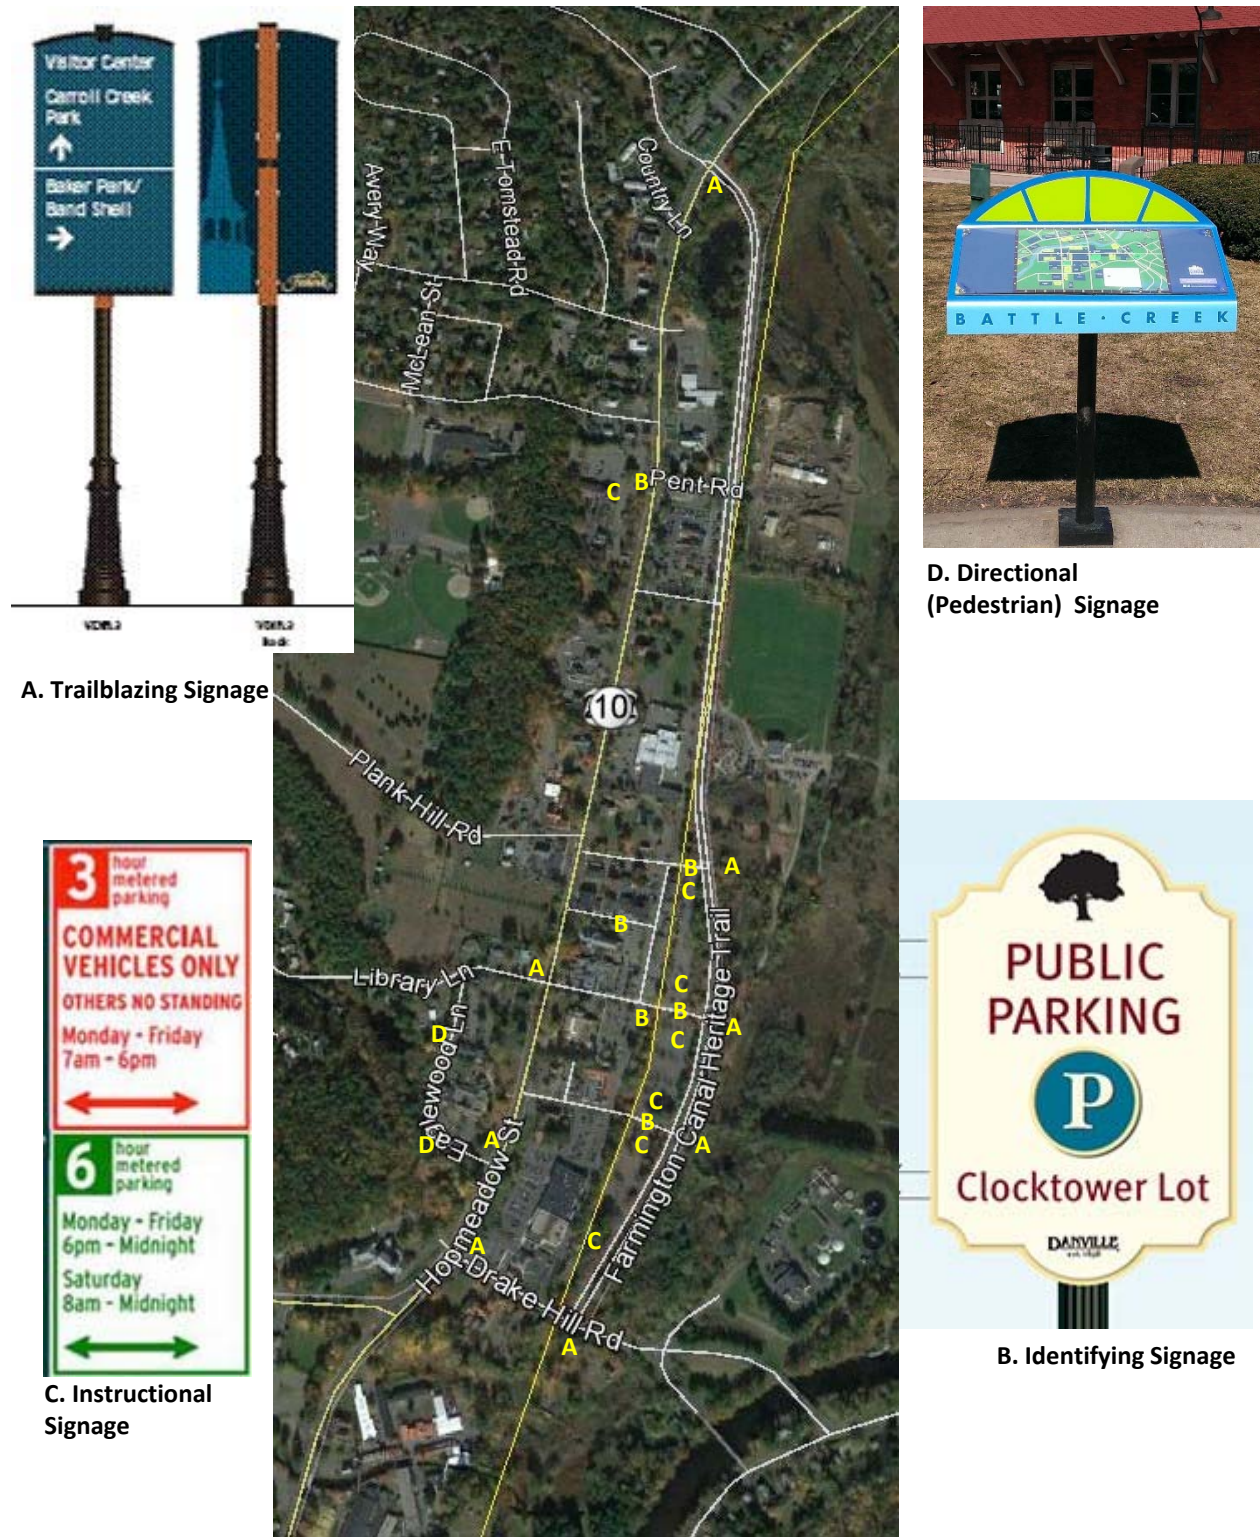 Visitor Center
Carroll Creek
Park
Baker Park/
Band Shell
A. Trailblazing Signage
BATTLE · CREEK
D. Directional
(Pedestrian) Signage
Country Ln
A
E Tomstead Rd
Avery Way
McLean St
B
Pent Rd
C
10
Plank Hill Rd
B
A
C
B
Farmington Canal Heritage Trail
A
Library Ln
C
B
B
A
D
Eaglewood Ln
C
C
B
A
D
Eag
A
C
Hopmeadow St
A
C
Drake Hill Rd
A
3
hour
metered
parking
COMMERCIAL
VEHICLES ONLY
OTHERS NO STANDING
Monday - Friday
7am - 6pm
6
hour
metered
parking
Monday - Friday
6pm - Midnight
Saturday
8am - Midnight
C. Instructional
Signage
PUBLIC
PARKING
P
Clocktower Lot
DANVILLE
B. Identifying Signage